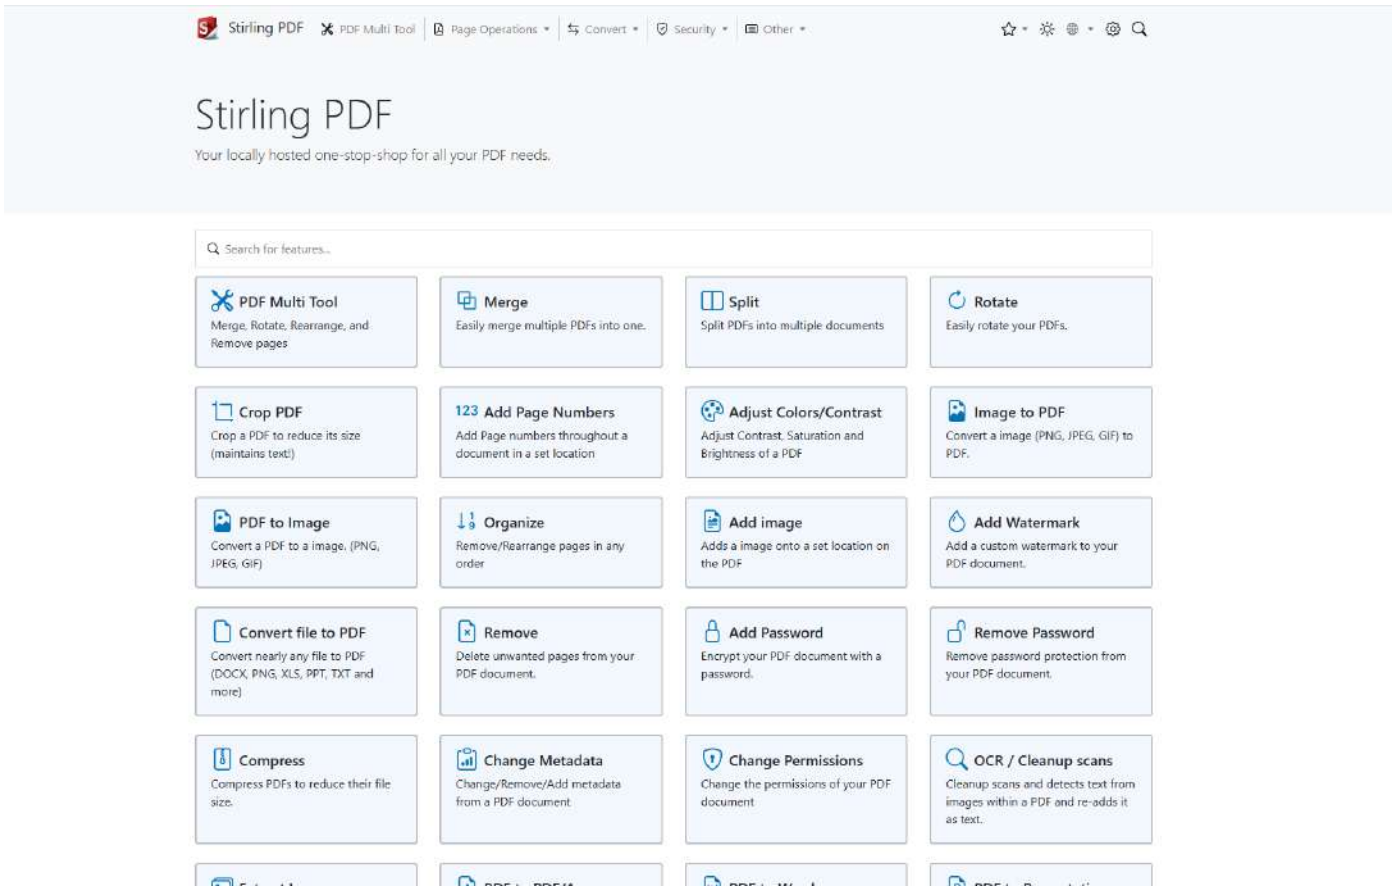 Stirling PDF PDF Multi Tool Page Operations Convert Security Other
Stirling PDF
Your locally hosted one-stop-shop for all your PDF needs.
Search for features...
PDF Multi Tool
Merge, Rotate, Rearrange, and
Remove pages
Merge
Easily merge multiple PDFs into one.
Split
Split PDFs into multiple documents
Rotate
Easily rotate your PDFs.
Crop PDF
Crop a PDF to reduce its size
(maintains text!)
123 Add Page Numbers
Add Page numbers throughout a
document in a set location
Adjust Colors/Contrast
Adjust Contrast, Saturation and
Brightness of a PDF
Image to PDF
Convert a image (PNG, JPEG, GIF) to
PDF.
PDF to Image
Convert a PDF to a image. (PNG,
JPEG, GIF)
Organize
Remove/Rearrange pages in any
order
Add image
Adds a image onto a set location on
the PDF
Add Watermark
Add a custom watermark to your
PDF document.
Convert file to PDF
Convert nearly any file to PDF
(DOCX, PNG, XLS, PPT, TXT and
more)
Remove
Delete unwanted pages from your
PDF document.
Add Password
Encrypt your PDF document with a
password.
Remove Password
Remove password protection from
your PDF document.
Compress
Compress PDFs to reduce their file
size.
Change Metadata
Change/Remove/Add metadata
from a PDF document
Change Permissions
Change the permissions of your PDF
document
OCR / Cleanup scans
Cleanup scans and detects text from
images within a PDF and re-adds it
as text.